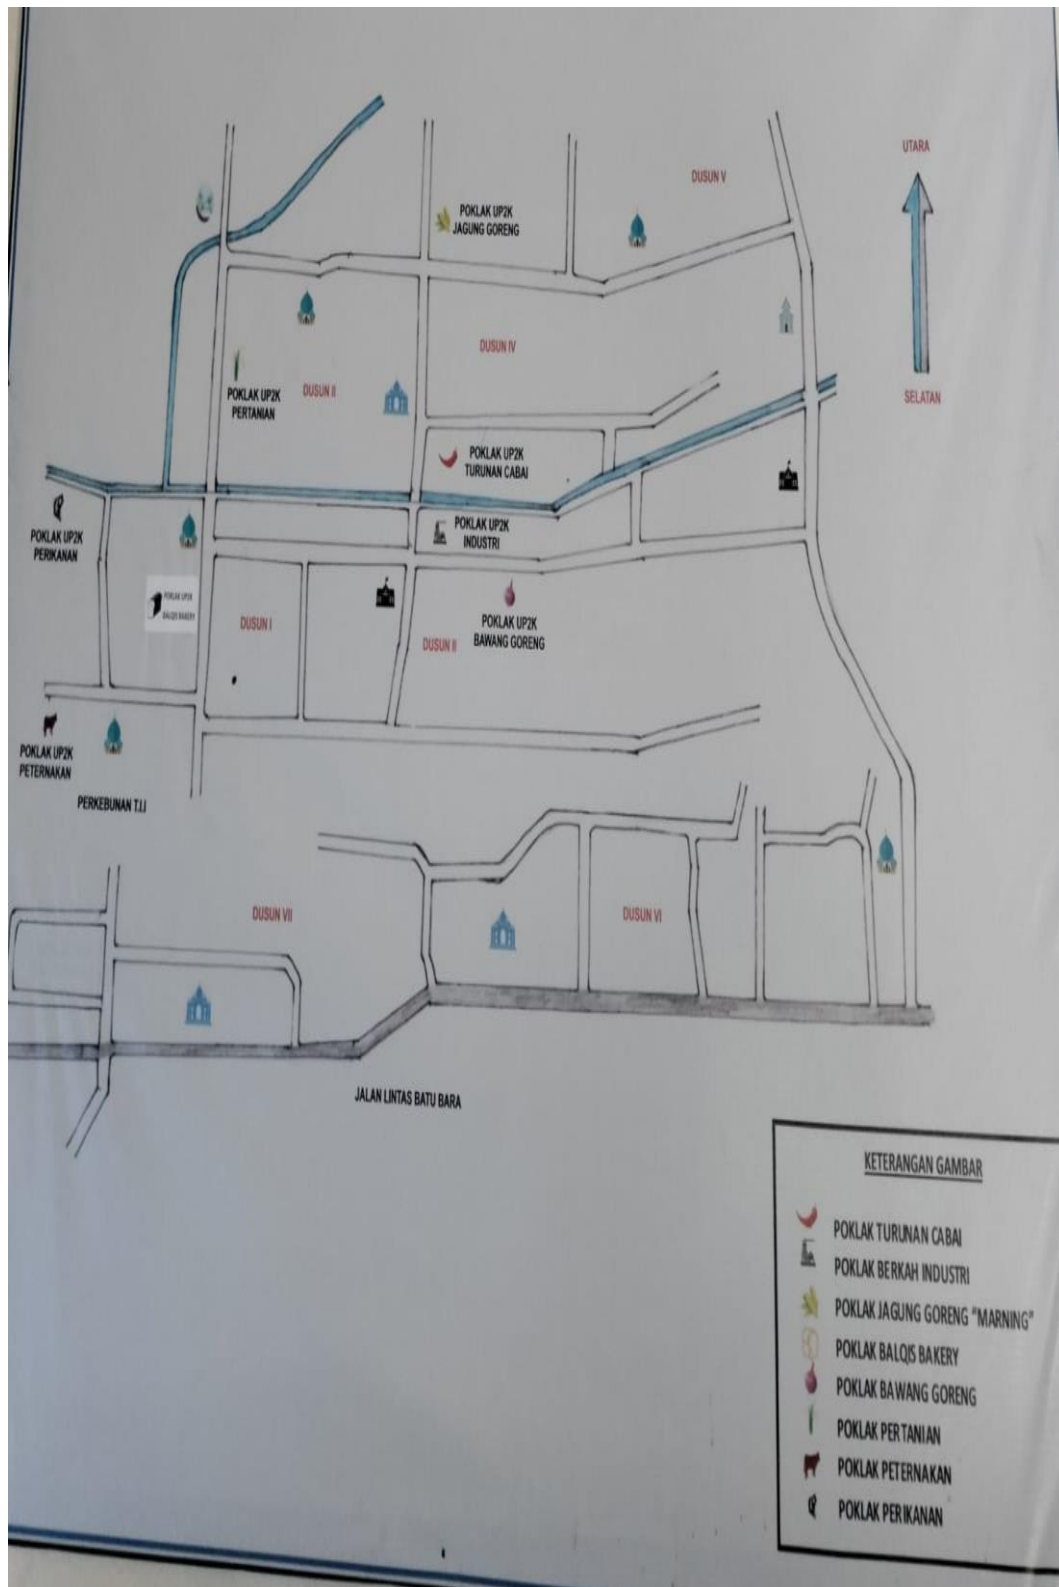 UTARA
DUSUN V
POKLAK UP2K
JAGUNG GORENG
DUSUN IV
POKLAK UP2K
PERTANIAN
DUSUN II
SELATAN
POKLAK UP2K
TURUNAN CABAI
POKLAK UP2K
PERIKANAN
POKLAK UP2K
INDUSTRI
POKLAK UP2K
BALQIS BAKERY
DUSUN I
DUSUN II
POKLAK UP2K
BAWANG GORENG
POKLAK UP2K
PETERNAKAN
PERKEBUNAN T.I.I
DUSUN VII
DUSUN VI
JALAN LINTAS BATU BARA
KETERANGAN GAMBAR
POKLAK TURUNAN CABAI
POKLAK BERKAH INDUSTRI
POKLAK JAGUNG GORENG "MARNING"
POKLAK BALQIS BAKERY
POKLAK BAWANG GORENG
POKLAK PERTANIAN
POKLAK PETERNAKAN
POKLAK PERIKANAN